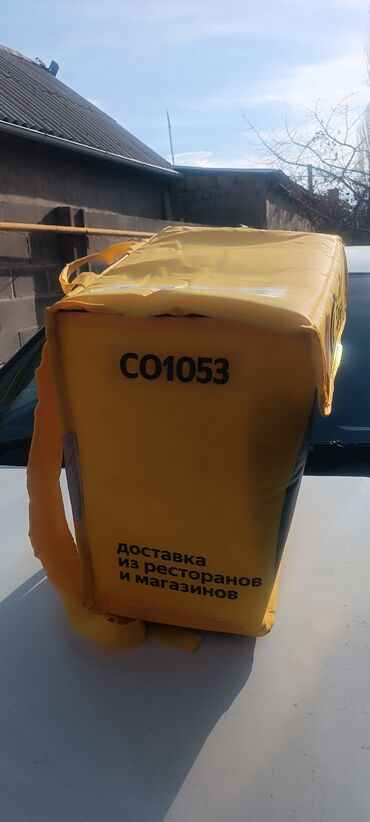 CO1053
доставка
из ресторанов
и магазинов